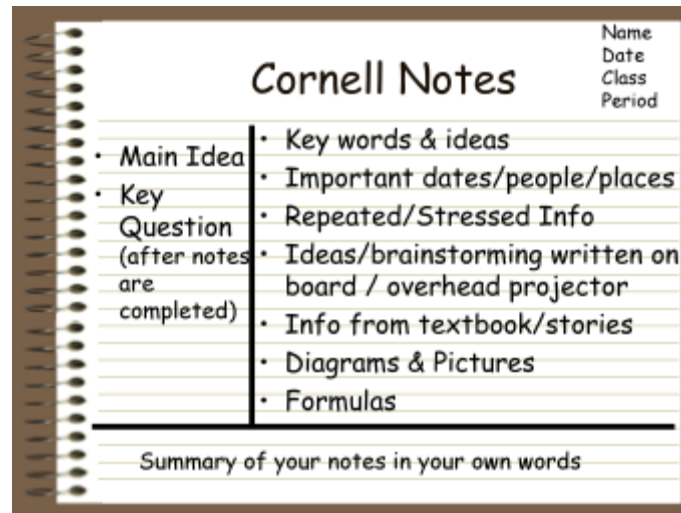 Name
Date
Class
Period
Cornell Notes
• Main Idea
• Key
Question
(after notes
are
completed)
• Key words & ideas
• Important dates/people/places
• Repeated/Stressed Info
• Ideas/brainstorming written on
board / overhead projector
• Info from textbook/stories
• Diagrams & Pictures
• Formulas
Summary of your notes in your own words